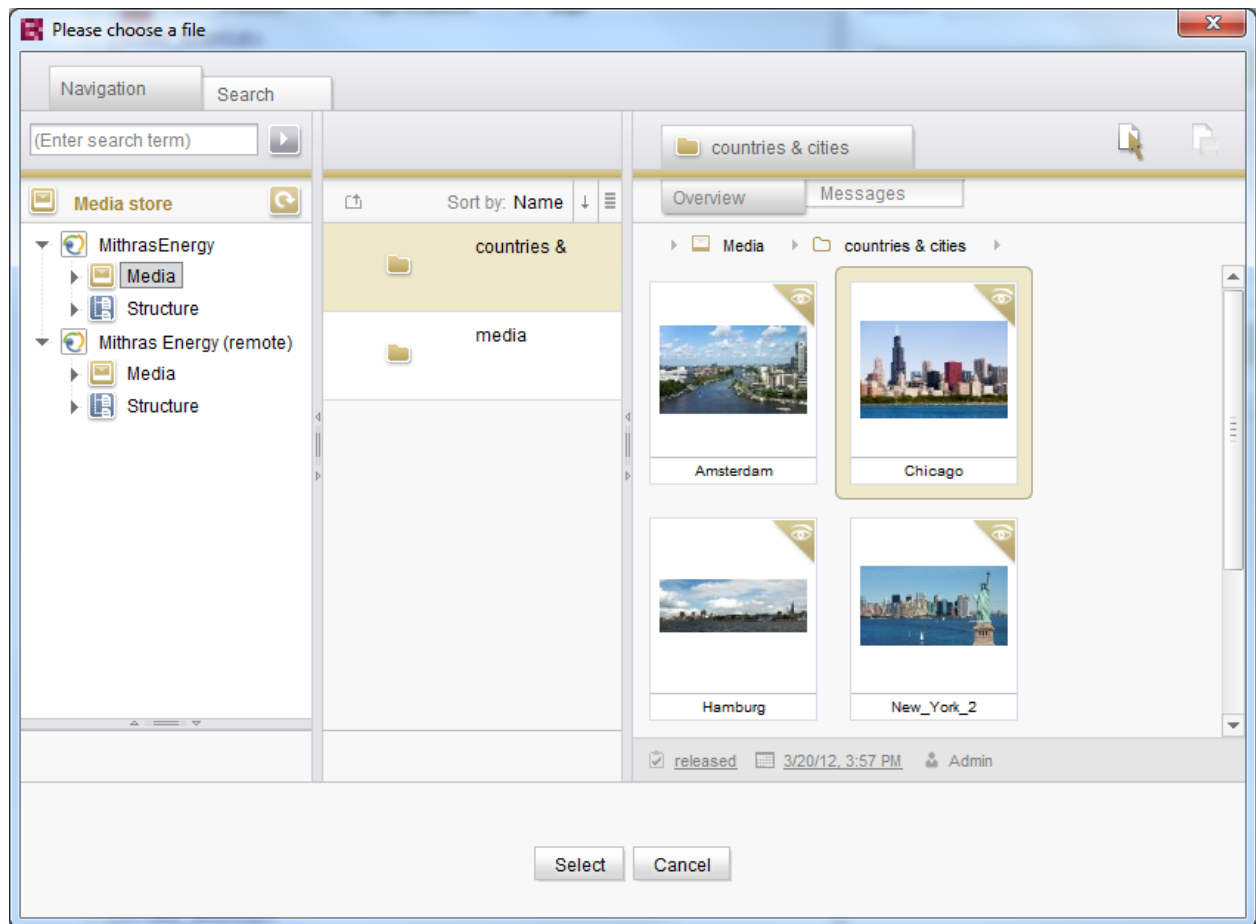 Please choose a file
Navigation
Search
(Enter search term)
countries & cities
Media store
Sort by: Name
Overview
Messages
MithrasEnergy
Media
Structure
Mithras Energy (remote)
Media
Structure
countries &
media
Media
countries & cities
Amsterdam
Chicago
Hamburg
New_York_2
released
3/20/12, 3:57 PM
Admin
Select
Cancel